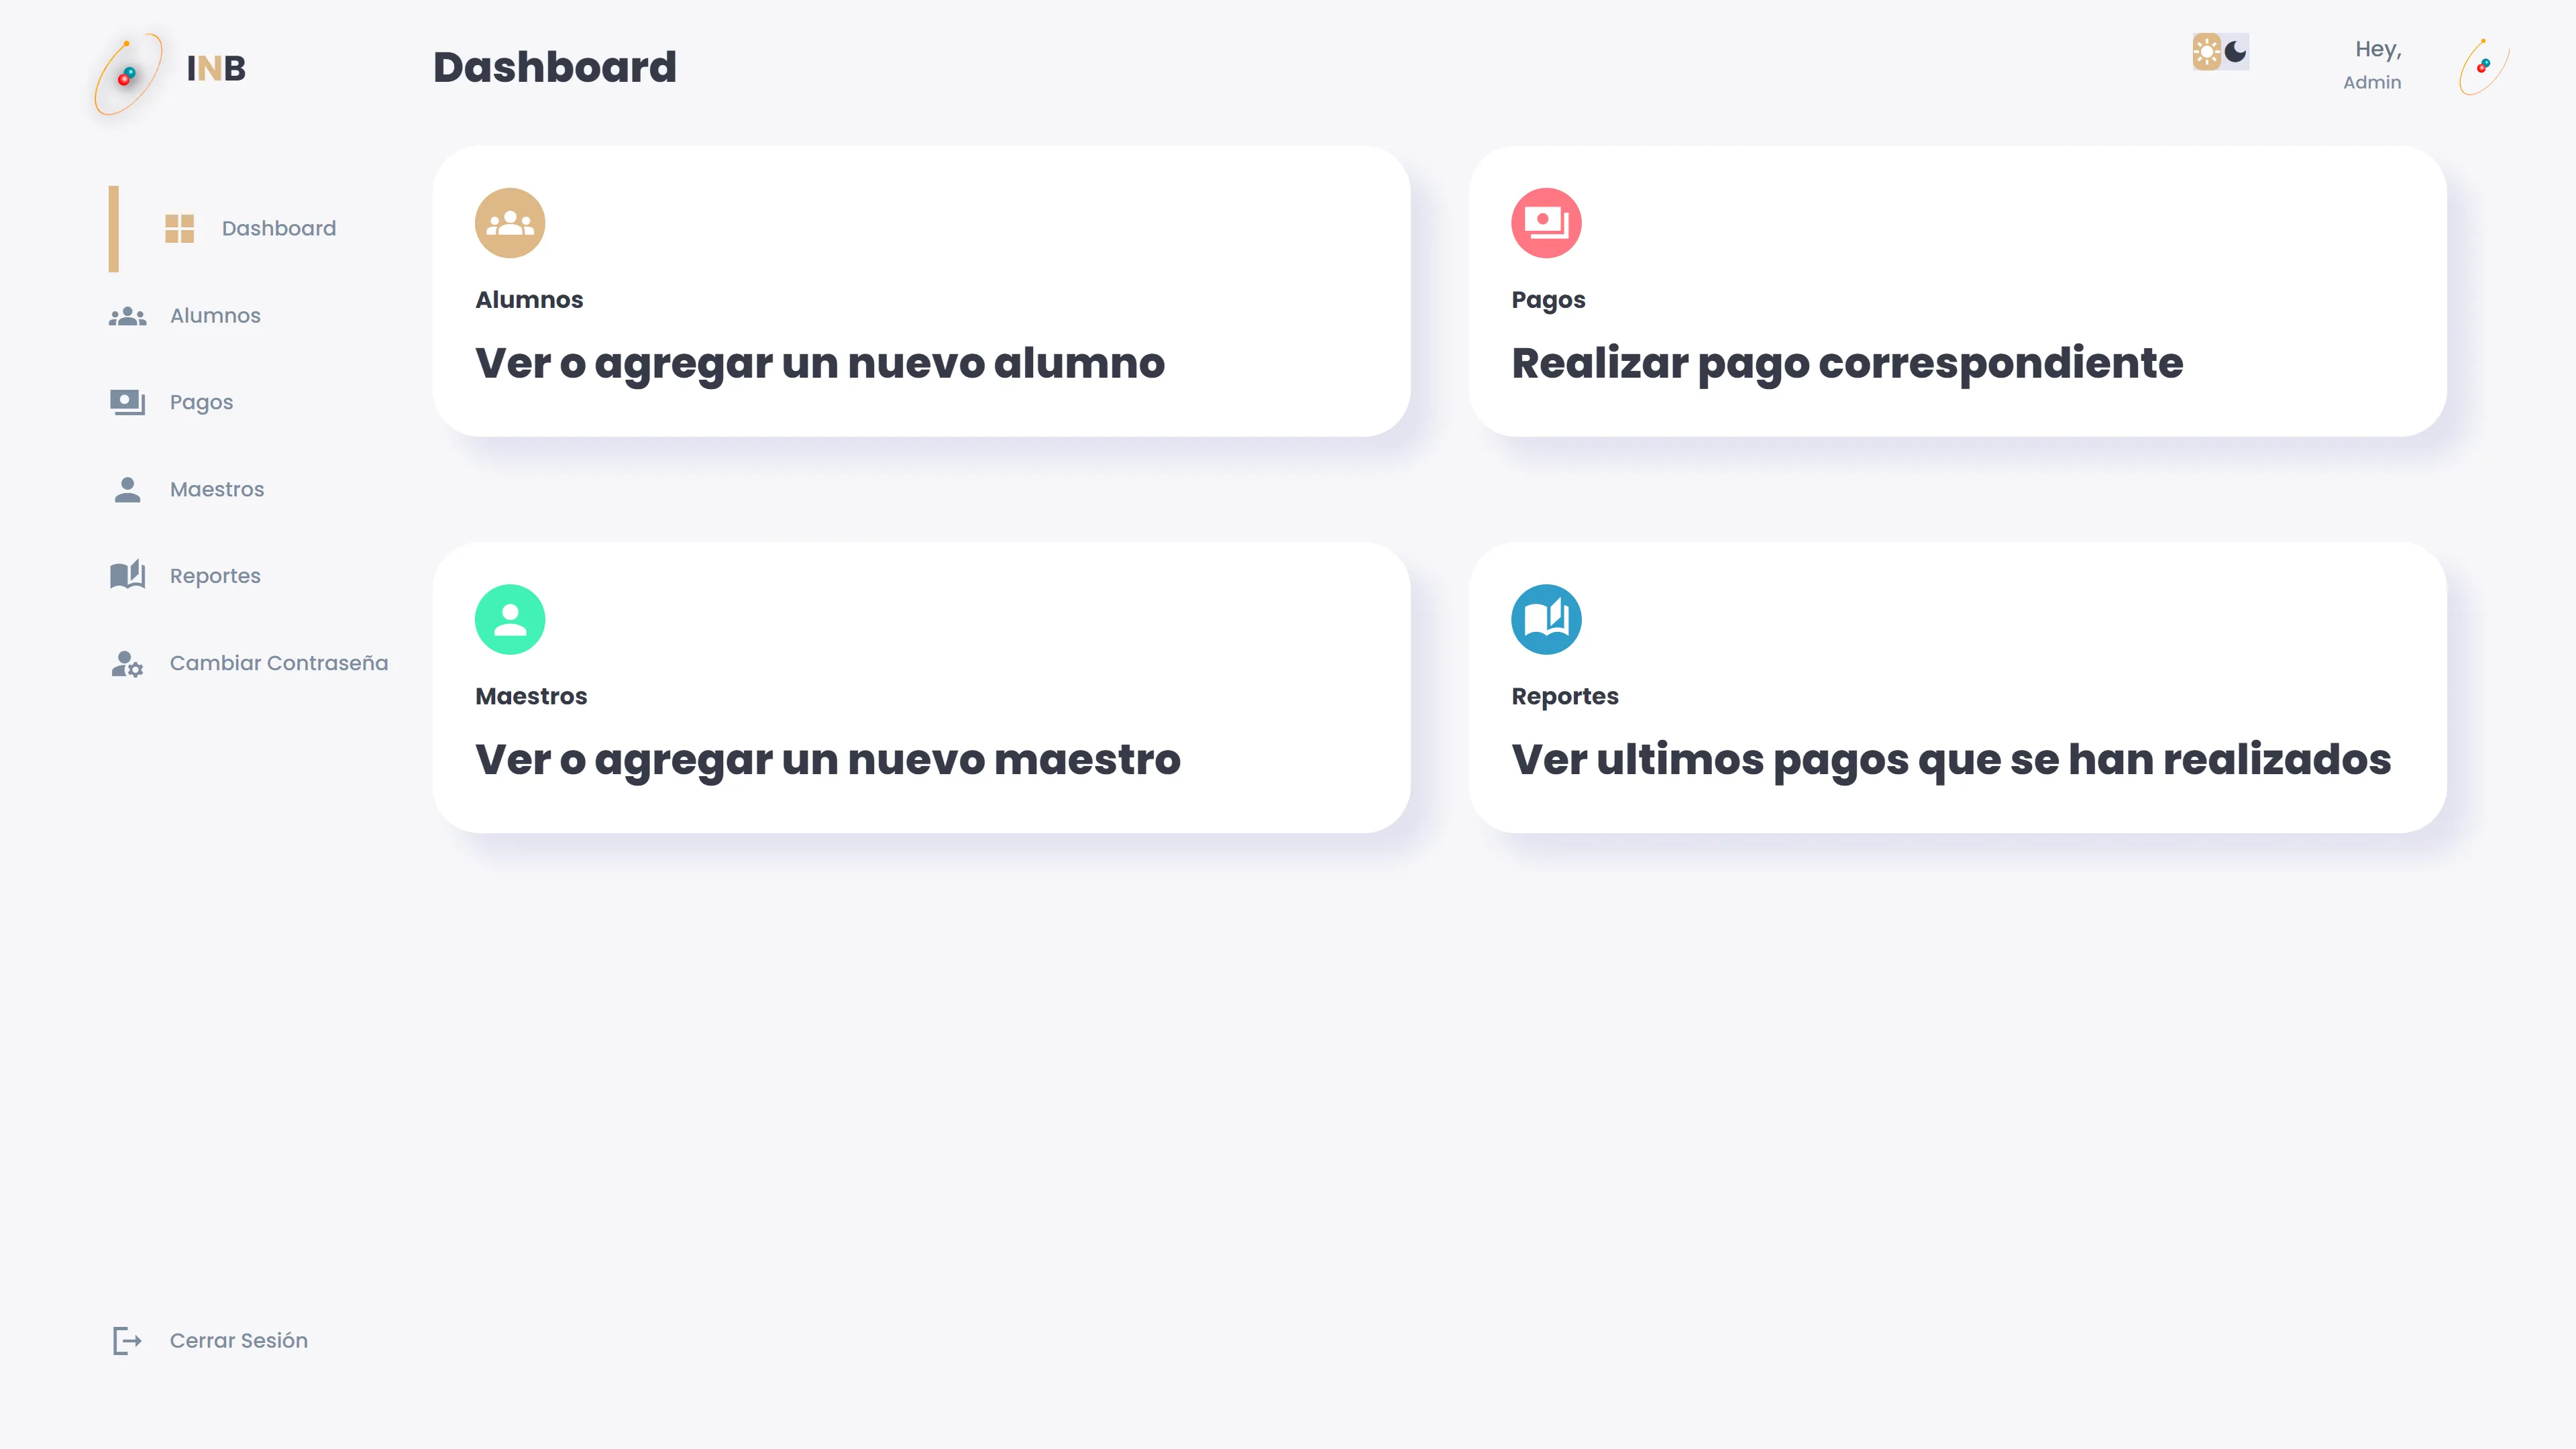 INB
Dashboard
Hey,
Admin
Dashboard
Alumnos
Pagos
Maestros
Reportes
Cambiar Contraseña
Cerrar Sesión
Alumnos
Ver o agregar un nuevo alumno
Pagos
Realizar pago correspondiente
Maestros
Ver o agregar un nuevo maestro
Reportes
Ver ultimos pagos que se han realizados